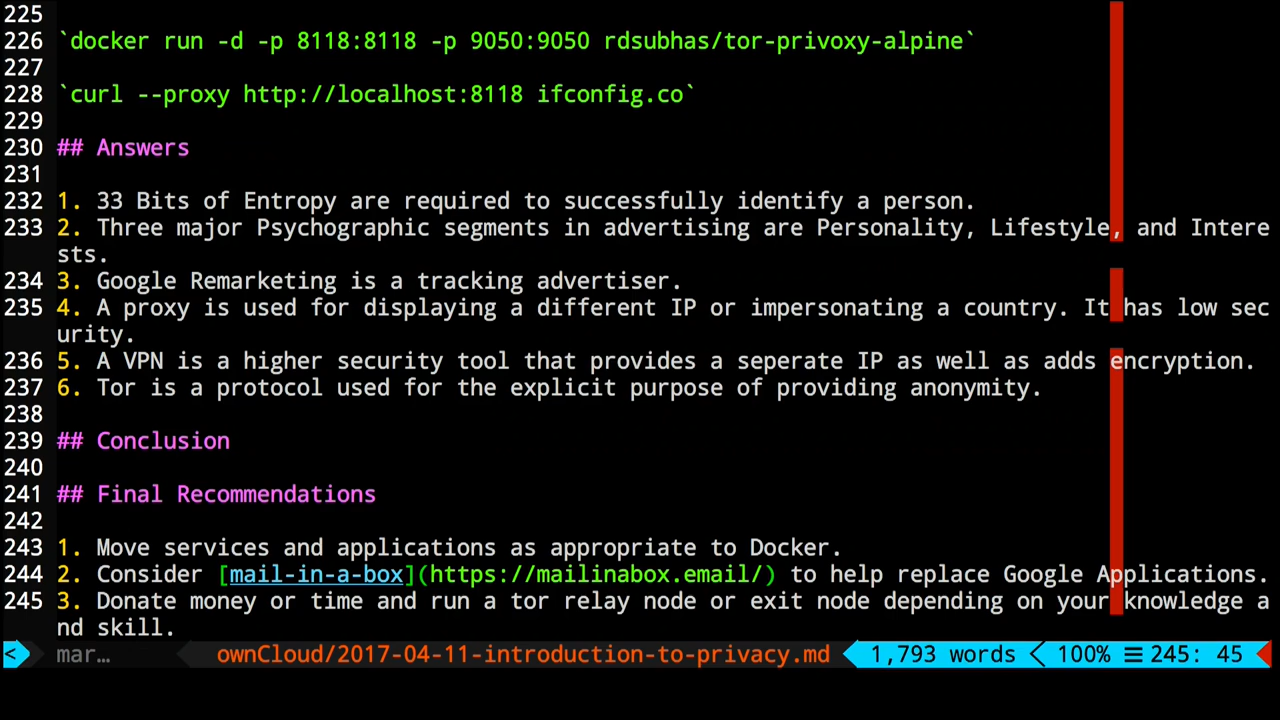 225
226 `docker run -d -p 8118:8118 -p 9050:9050 rdsubhas/tor-privoxy-alpine`
227
228 `curl --proxy http://localhost:8118 ifconfig.co`
229
230 ## Answers
231
232 1. 33 Bits of Entropy are required to successfully identify a person.
233 2. Three major Psychographic segments in advertising are Personality, Lifestyle, and Intere
sts.
234 3. Google Remarketing is a tracking advertiser.
235 4. A proxy is used for displaying a different IP or impersonating a country. It has low sec
urity.
236 5. A VPN is a higher security tool that provides a seperate IP as well as adds encryption.
237 6. Tor is a protocol used for the explicit purpose of providing anonymity.
238
239 ## Conclusion
240
241 ## Final Recommendations
242
243 1. Move services and applications as appropriate to Docker.
244 2. Consider [mail-in-a-box](https://mailinabox.email/) to help replace Google Applications.
245 3. Donate money or time and run a tor relay node or exit node depending on your knowledge a
nd skill.
< mar… ownCloud/2017-04-11-introduction-to-privacy.md 1,793 words < 100% ☰ 245: 45